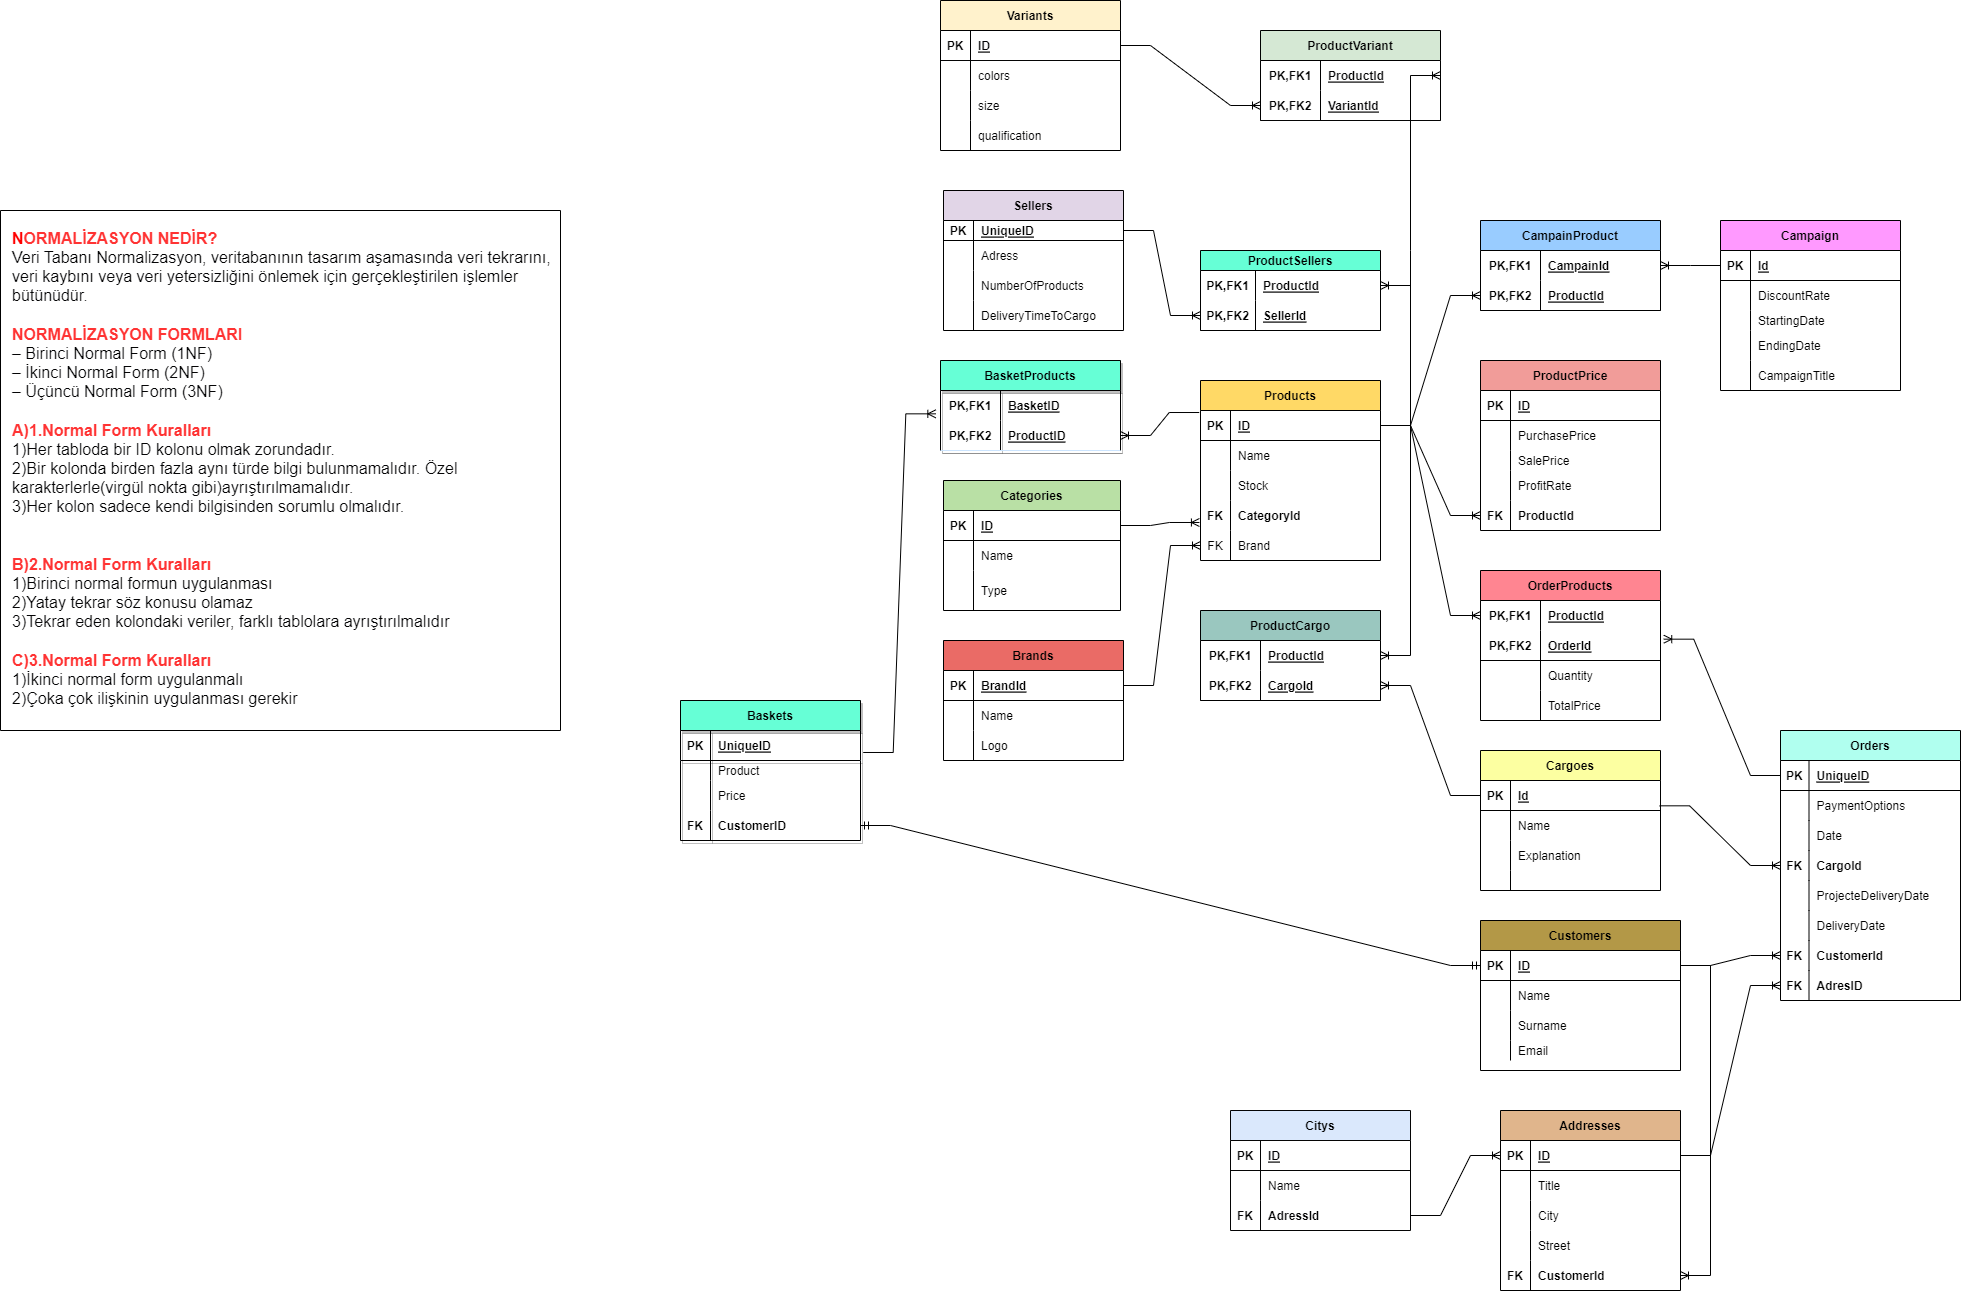 NORMALİZASYON NEDİR?
Veri Tabanı Normalizasyon, veritabanının tasarım aşamasında veri tekrarını,
veri kaybını veya veri yetersizliğini önlemek için gerçekleştirilen işlemler
bütünüdür.
NORMALİZASYON FORMLARI
– Birinci Normal Form (1NF)
– İkinci Normal Form (2NF)
– Üçüncü Normal Form (3NF)
A)1.Normal Form Kuralları
1)Her tabloda bir ID kolonu olmak zorundadır.
2)Bir kolonda birden fazla aynı türde bilgi bulunmamalıdır. Özel
karakterlerle(virgül nokta gibi)ayrıştırılmamalıdır.
3)Her kolon sadece kendi bilgisinden sorumlu olmalıdır.
B)2.Normal Form Kuralları
1)Birinci normal formun uygulanması
2)Yatay tekrar söz konusu olamaz
3)Tekrar eden kolondaki veriler, farklı tablolara ayrıştırılmalıdır
C)3.Normal Form Kuralları
1)İkinci normal form uygulanmalı
2)Çoka çok ilişkinin uygulanması gerekir
Variants
PK ID
colors
size
qualification
ProductVariant
PK,FK1 ProductId
PK,FK2 VariantId
Sellers
PK UniqueID
Adress
NumberOfProducts
DeliveryTimeToCargo
ProductSellers
PK,FK1 ProductId
PK,FK2 SellerId
CampainProduct
PK,FK1 CampainId
PK,FK2 ProductId
Campaign
PK Id
DiscountRate
StartingDate
EndingDate
CampaignTitle
BasketProducts
PK,FK1 BasketID
PK,FK2 ProductID
Products
PK ID
Name
Stock
FK CategoryId
FK Brand
ProductPrice
PK ID
PurchasePrice
SalePrice
ProfitRate
FK ProductId
Categories
PK ID
Name
Type
OrderProducts
PK,FK1 ProductId
PK,FK2 OrderId
Quantity
TotalPrice
ProductCargo
PK,FK1 ProductId
PK,FK2 CargoId
Brands
PK BrandId
Name
Logo
Baskets
PK UniqueID
Product
Price
FK CustomerID
Cargoes
PK Id
Name
Explanation
Orders
PK UniqueID
PaymentOptions
Date
FK CargoId
ProjecteDeliveryDate
DeliveryDate
FK CustomerId
FK AdresID
Customers
PK ID
Name
Surname
Email
Citys
PK ID
Name
FK AdressId
Addresses
PK ID
Title
City
Street
FK CustomerId